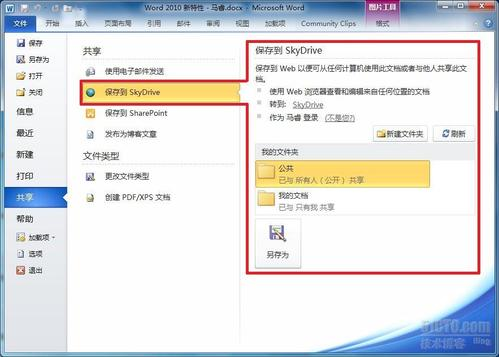 Word 2010 新特性 - 马睿.docx - Microsoft Word
图片工具
文件
开始
插入
页面布局
引用
邮件
审阅
视图
加载项
Community Clips
格式
保存
另存为
打开
关闭
信息
最近
新建
打印
共享
帮助
加载项
选项
退出
共享
使用电子邮件发送
保存到 SkyDrive
保存到 SharePoint
发布为博客文章
文件类型
更改文件类型
创建 PDF/XPS 文档
保存到 SkyDrive
保存到 Web 以便可从任何计算机使用此文档或者与他人共享此文
档。
使用 Web 浏览器查看和编辑来自任何位置的文档
转到: SkyDrive
作为 马睿 登录 (不是您?)
新建文件夹
刷新
我的文件夹
公共
已与 所有人（公开）共享
我的文档
已与 只有我 共享
另存为
51CTO.com
技术博客 Blog